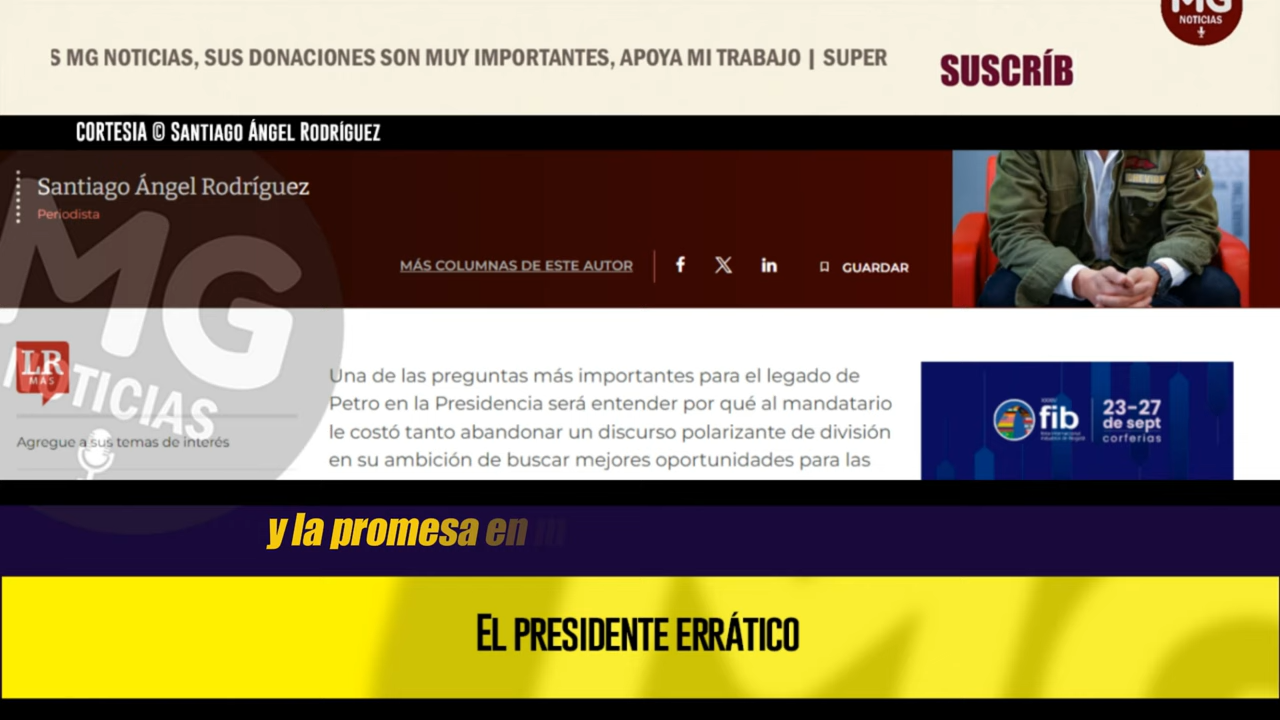 MG
NOTICIAS
S MG NOTICIAS, SUS DONACIONES SON MUY IMPORTANTES, APOYA MI TRABAJO | SUPER
SUSCRÍB
CORTESIA © SANTIAGO ÁNGEL RODRÍGUEZ
Santiago Ángel Rodríguez
Periodista
MÁS COLUMNAS DE ESTE AUTOR
GUARDAR
MG
NOTICIAS
LR
MÁS
Agregue a sus temas de interés
Una de las preguntas más importantes para el legado de
Petro en la Presidencia será entender por qué al mandatario
le costó tanto abandonar un discurso polarizante de división
en su ambición de buscar mejores oportunidades para las
fib
23-27
de sept
corferias
y la promesa en
EL PRESIDENTE ERRÁTICO